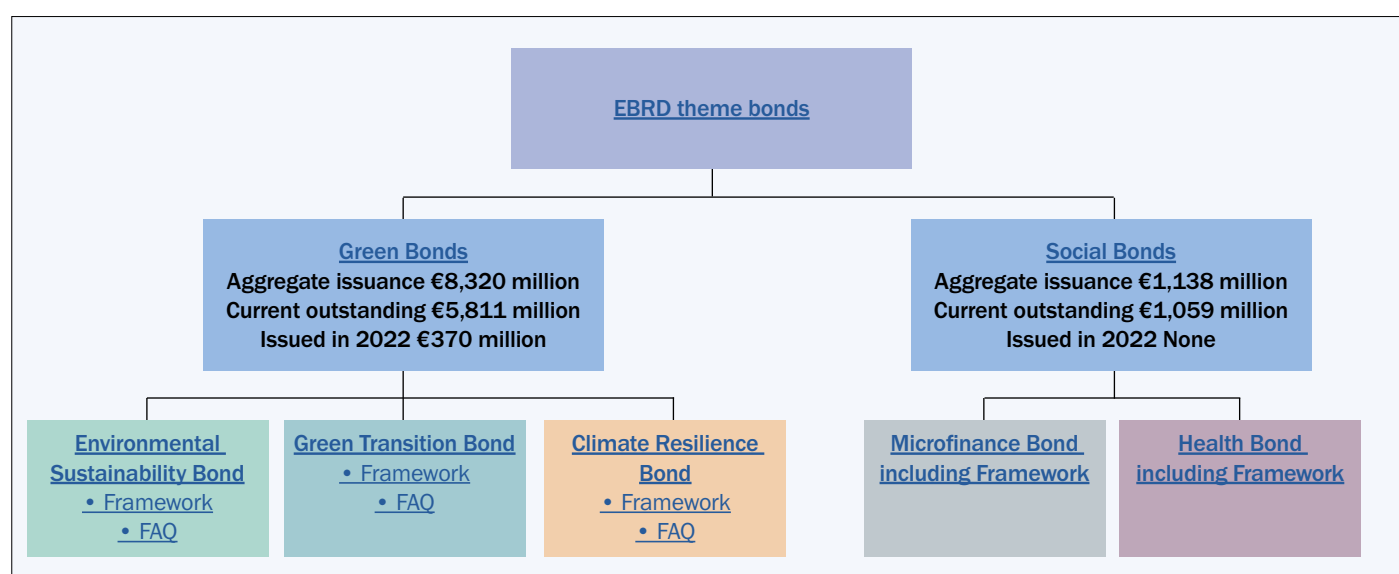 EBRD theme bonds
Green Bonds
Aggregate issuance €8,320 million
Current outstanding €5,811 million
Issued in 2022 €370 million
Social Bonds
Aggregate issuance €1,138 million
Current outstanding €1,059 million
Issued in 2022 None
Environmental
Sustainability Bond
• Framework
• FAQ
Green Transition Bond
• Framework
• FAQ
Climate Resilience
Bond
• Framework
• FAQ
Microfinance Bond
including Framework
Health Bond
including Framework